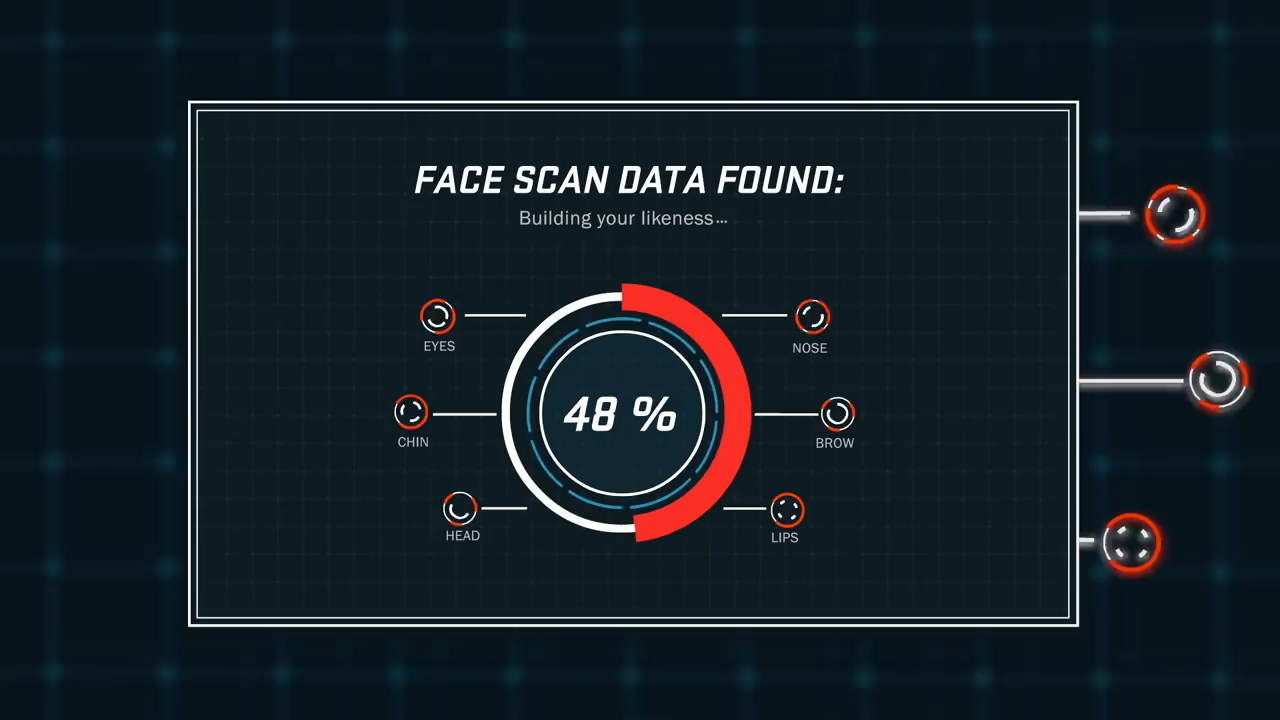 FACE SCAN DATA FOUND:
Building your likeness...
EYES
NOSE
48 %
CHIN
BROW
HEAD
LIPS